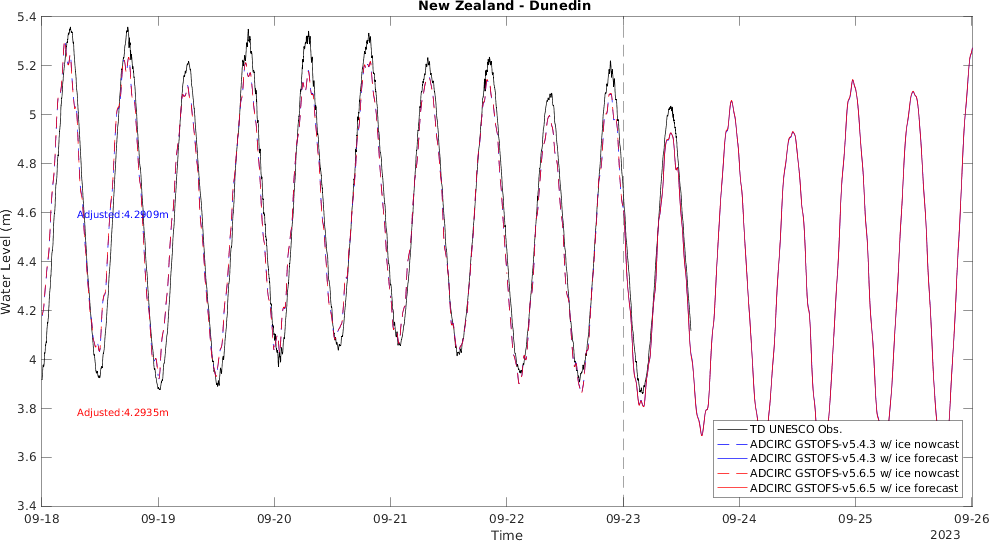 New Zealand - Dunedin
5.4
5.2
5
4.8
4.6
4.4
4.2
4
3.8
3.6
3.4
Water Level (m)
Adjusted:4.2909m
Adjusted:4.2935m
TD UNESCO Obs.
ADCIRC GSTOFS-v5.4.3 w/ ice nowcast
ADCIRC GSTOFS-v5.4.3 w/ ice forecast
ADCIRC GSTOFS-v5.6.5 w/ ice nowcast
ADCIRC GSTOFS-v5.6.5 w/ ice forecast
09-18 09-19 09-20 09-21 09-22 09-23 09-24 09-25 09-26
Time
2023